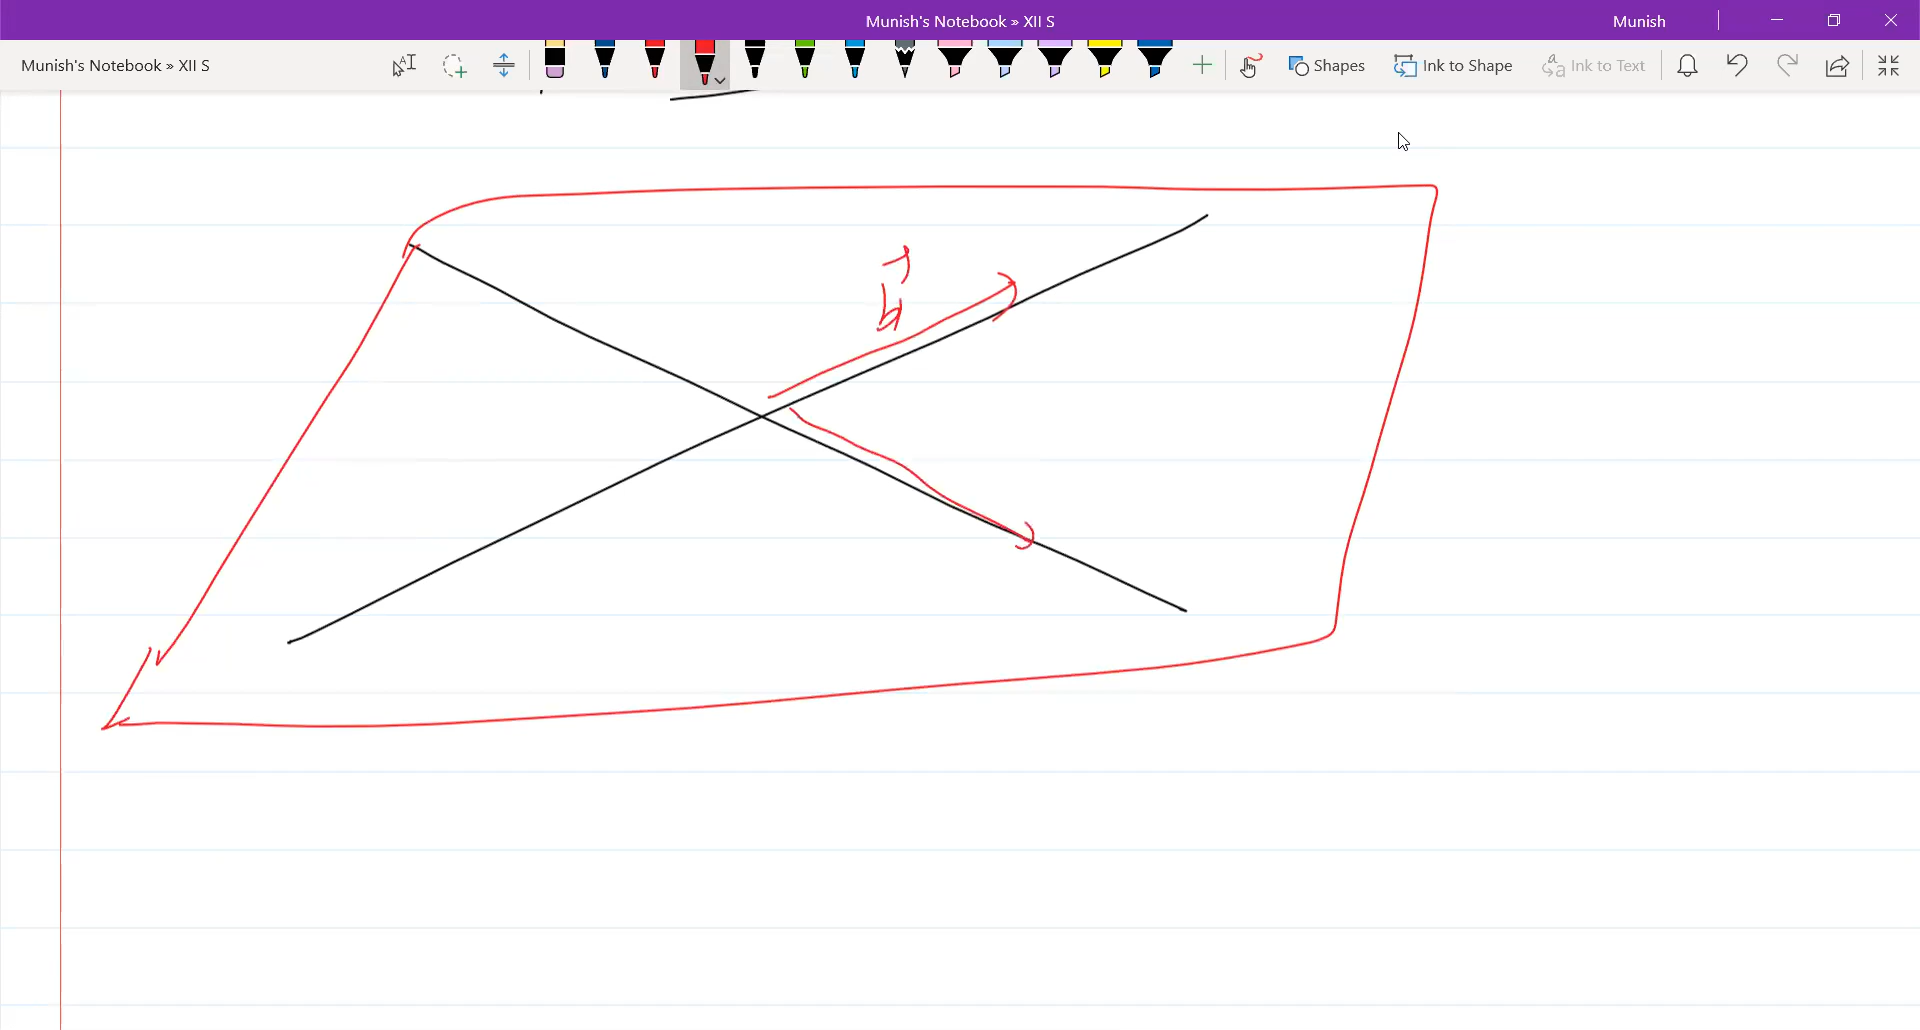 Munish's Notebook » XII S
Munish
Munish's Notebook » XII S
Shapes
Ink to Shape
Ink to Text